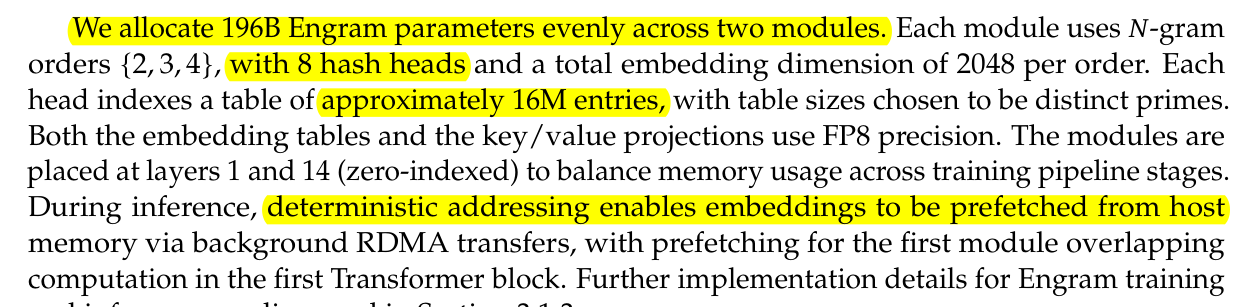 We allocate 196B Engram parameters evenly across two modules. Each module uses N-gram
orders {2, 3, 4}, with 8 hash heads and a total embedding dimension of 2048 per order. Each
head indexes a table of approximately 16M entries, with table sizes chosen to be distinct primes.
Both the embedding tables and the key/value projections use FP8 precision. The modules are
placed at layers 1 and 14 (zero-indexed) to balance memory usage across training pipeline stages.
During inference, deterministic addressing enables embeddings to be prefetched from host
memory via background RDMA transfers, with prefetching for the first module overlapping
computation in the first Transformer block. Further implementation details for Engram training